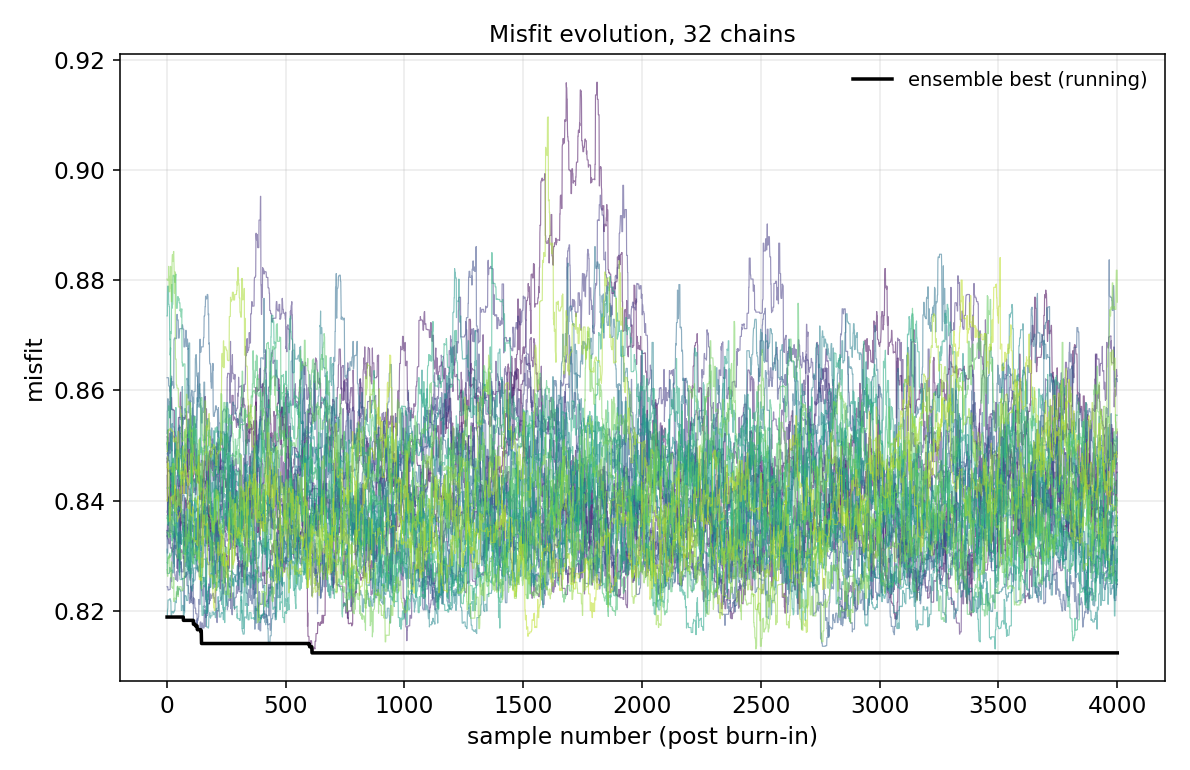 Misfit evolution, 32 chains
ensemble best (running)
misfit
0.92
0.90
0.88
0.86
0.84
0.82
0 500 1000 1500 2000 2500 3000 3500 4000
sample number (post burn-in)